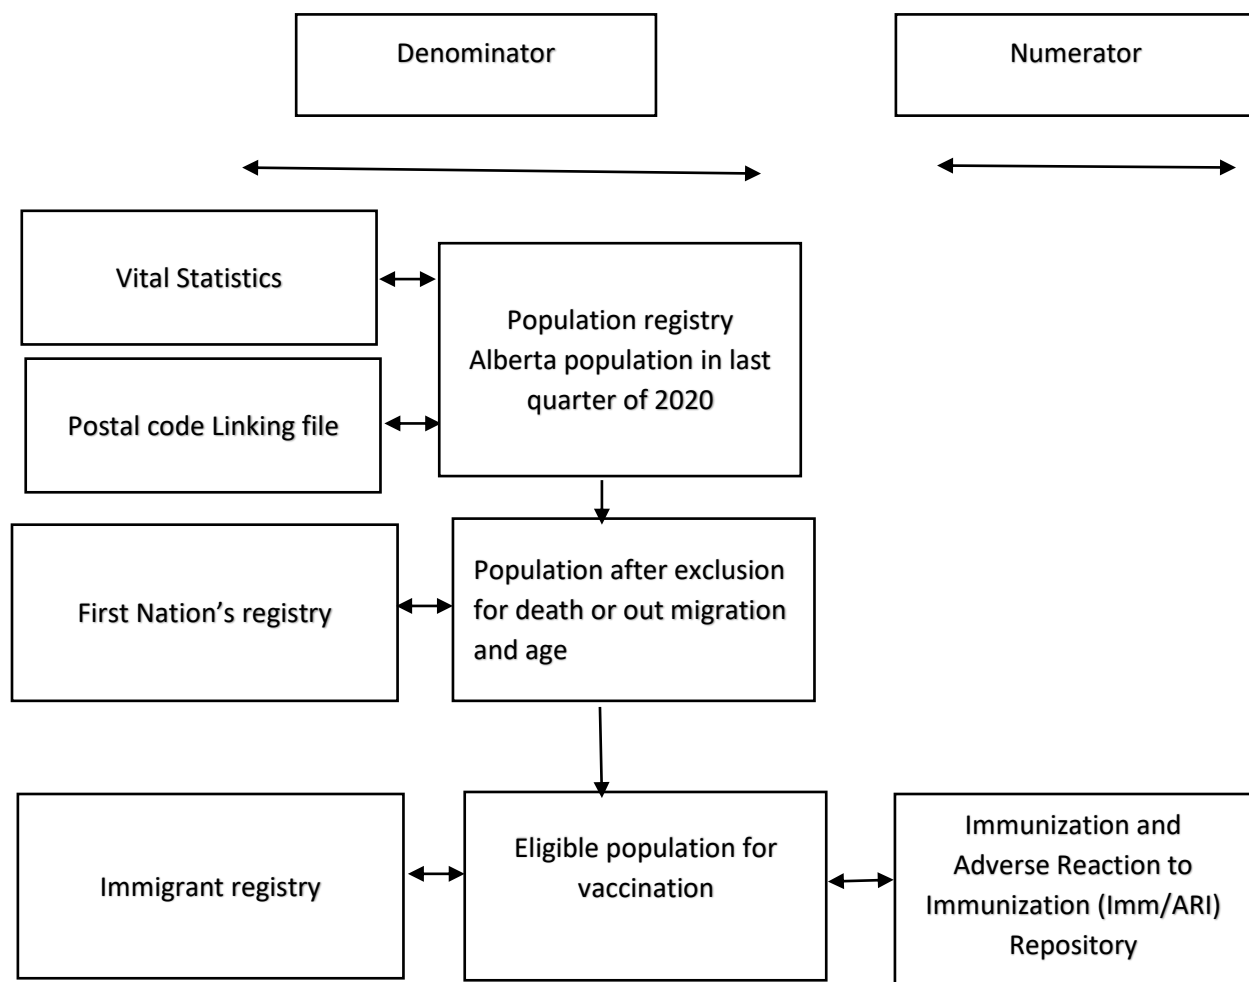 Denominator
Numerator
Vital Statistics
Population registry
Alberta population in last
quarter of 2020
Postal code Linking file
First Nation’s registry
Population after exclusion
for death or out migration
and age
Immigrant registry
Eligible population for
vaccination
Immunization and
Adverse Reaction to
Immunization (Imm/ARI)
Repository